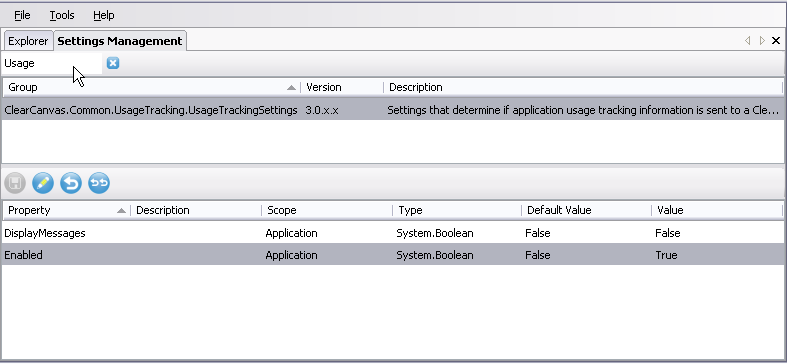 File Tools Help
Explorer Settings Management
Usage
Group Version Description
ClearCanvas.Common.UsageTracking.UsageTrackingSettings 3.0.x.x Settings that determine if application usage tracking information is sent to a Cle...
Property Description Scope Type Default Value Value
DisplayMessages Application System.Boolean False False
Enabled Application System.Boolean False True